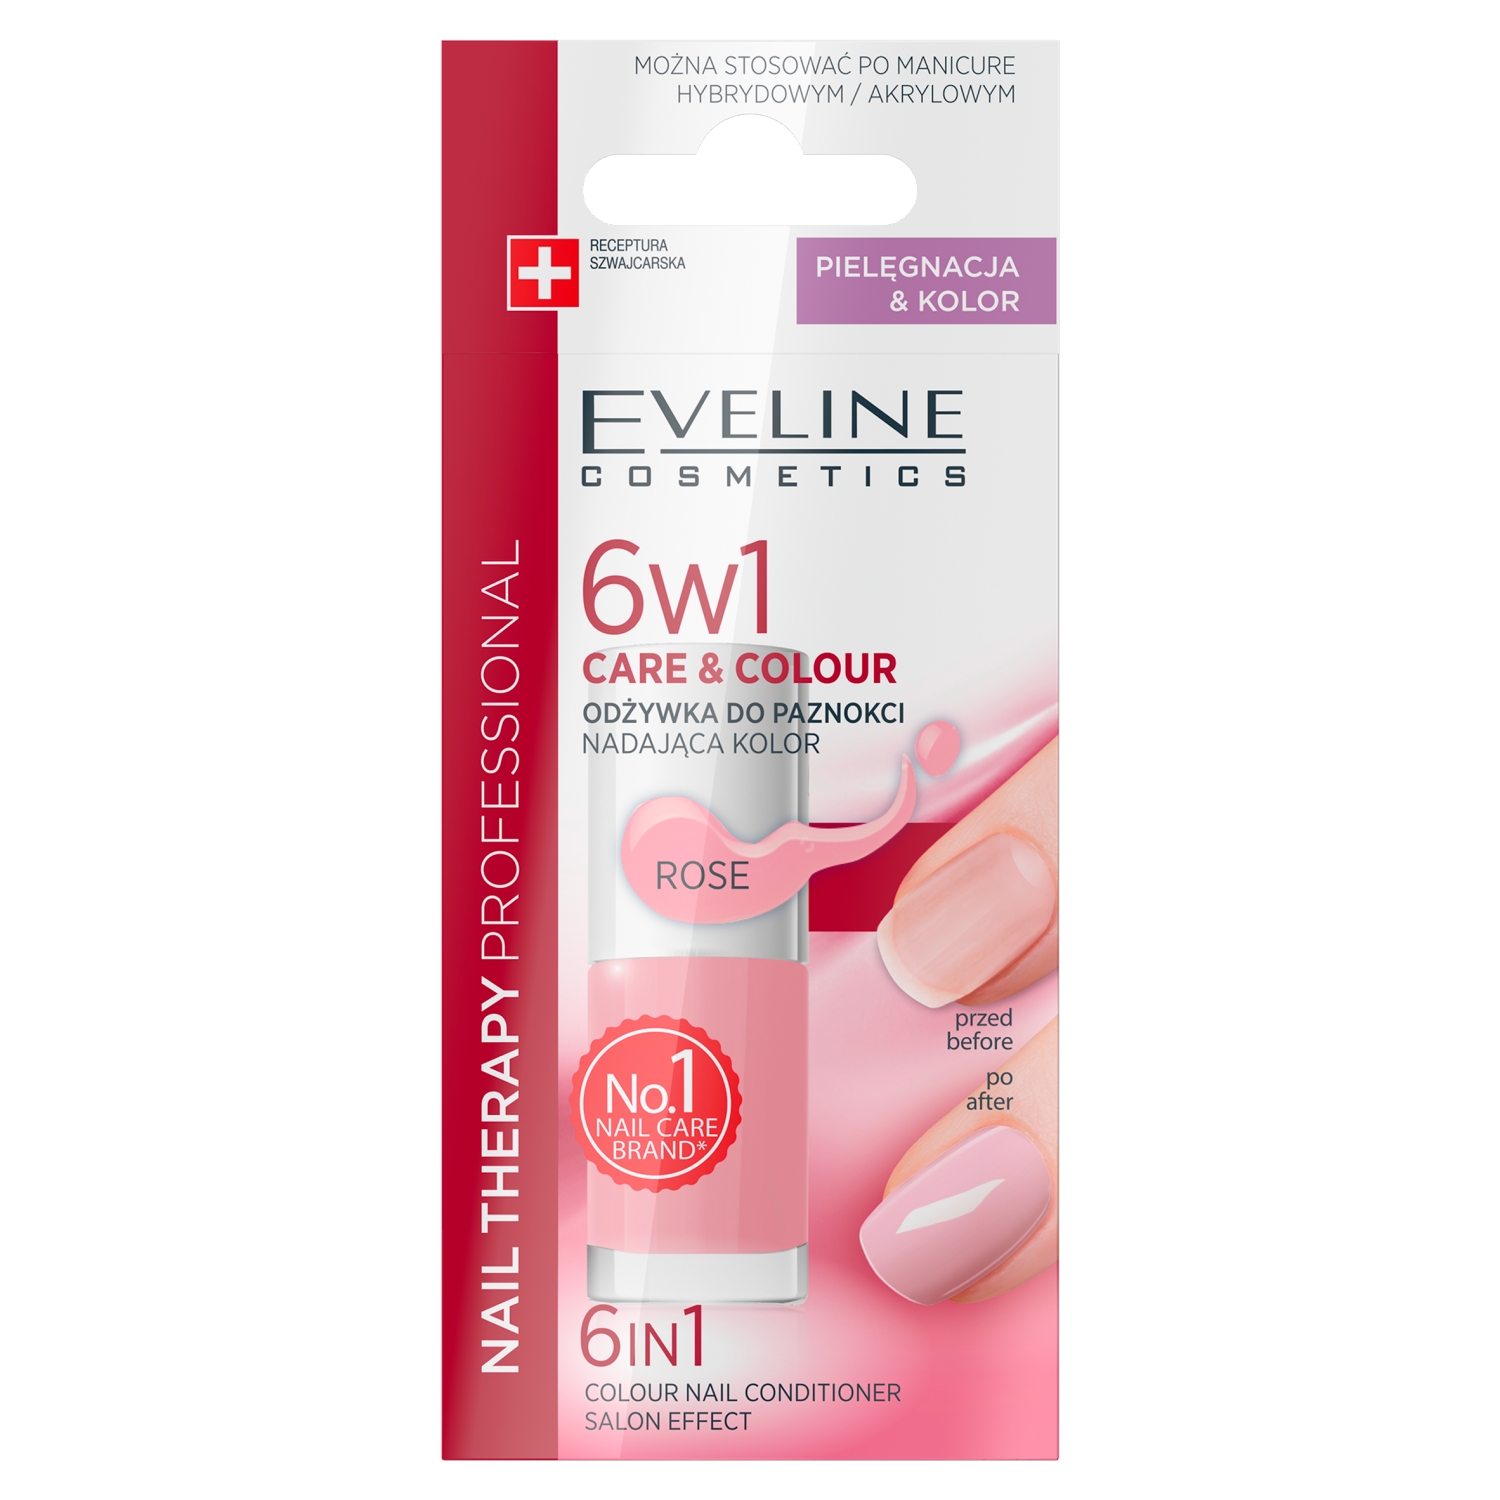 MOŻNA STOSOWAĆ PO MANICURE
HYBRYDOWYM / AKRYLOWYM
RECEPTURA
SZWAJCARSKA
PIELĘGNACJA
& KOLOR
EVELINE
COSMETICS
6W1
CARE & COLOUR
ODŻYWKA DO PAZNOKCI
NADAJĄCA KOLOR
ROSE
przed
before
po
after
No.1
NAIL CARE
BRAND*
6IN1
COLOUR NAIL CONDITIONER
SALON EFFECT
NAIL THERAPY PROFESSIONAL